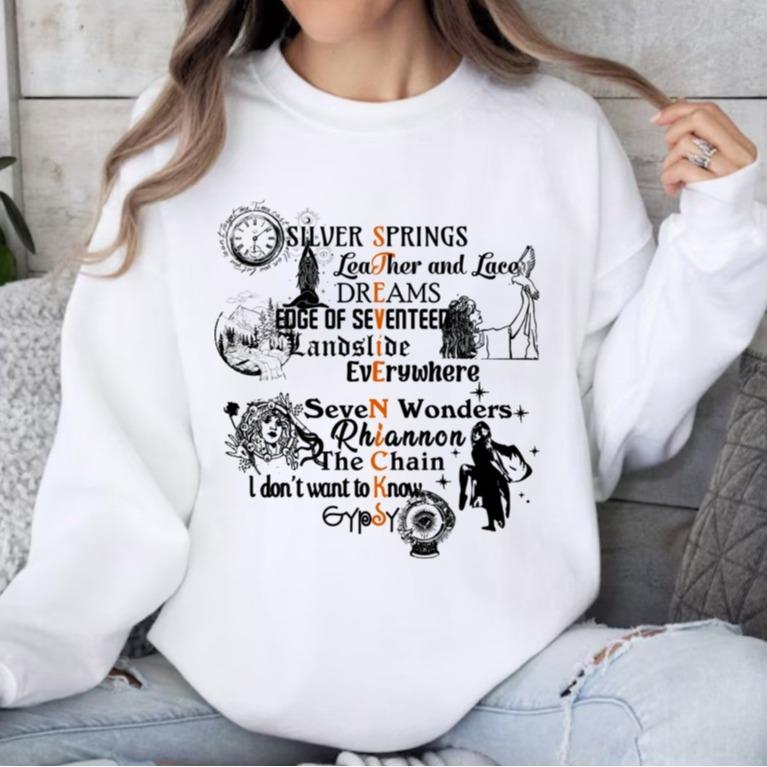 SILVER SPRINGS
LeaTher and Lace
DREAMS
EDGE OF SEVENTEEN
Landslide
EvErywhere
SeveN Wonders
Rhiannon
The Chain
I don't want to Know
Gypsy